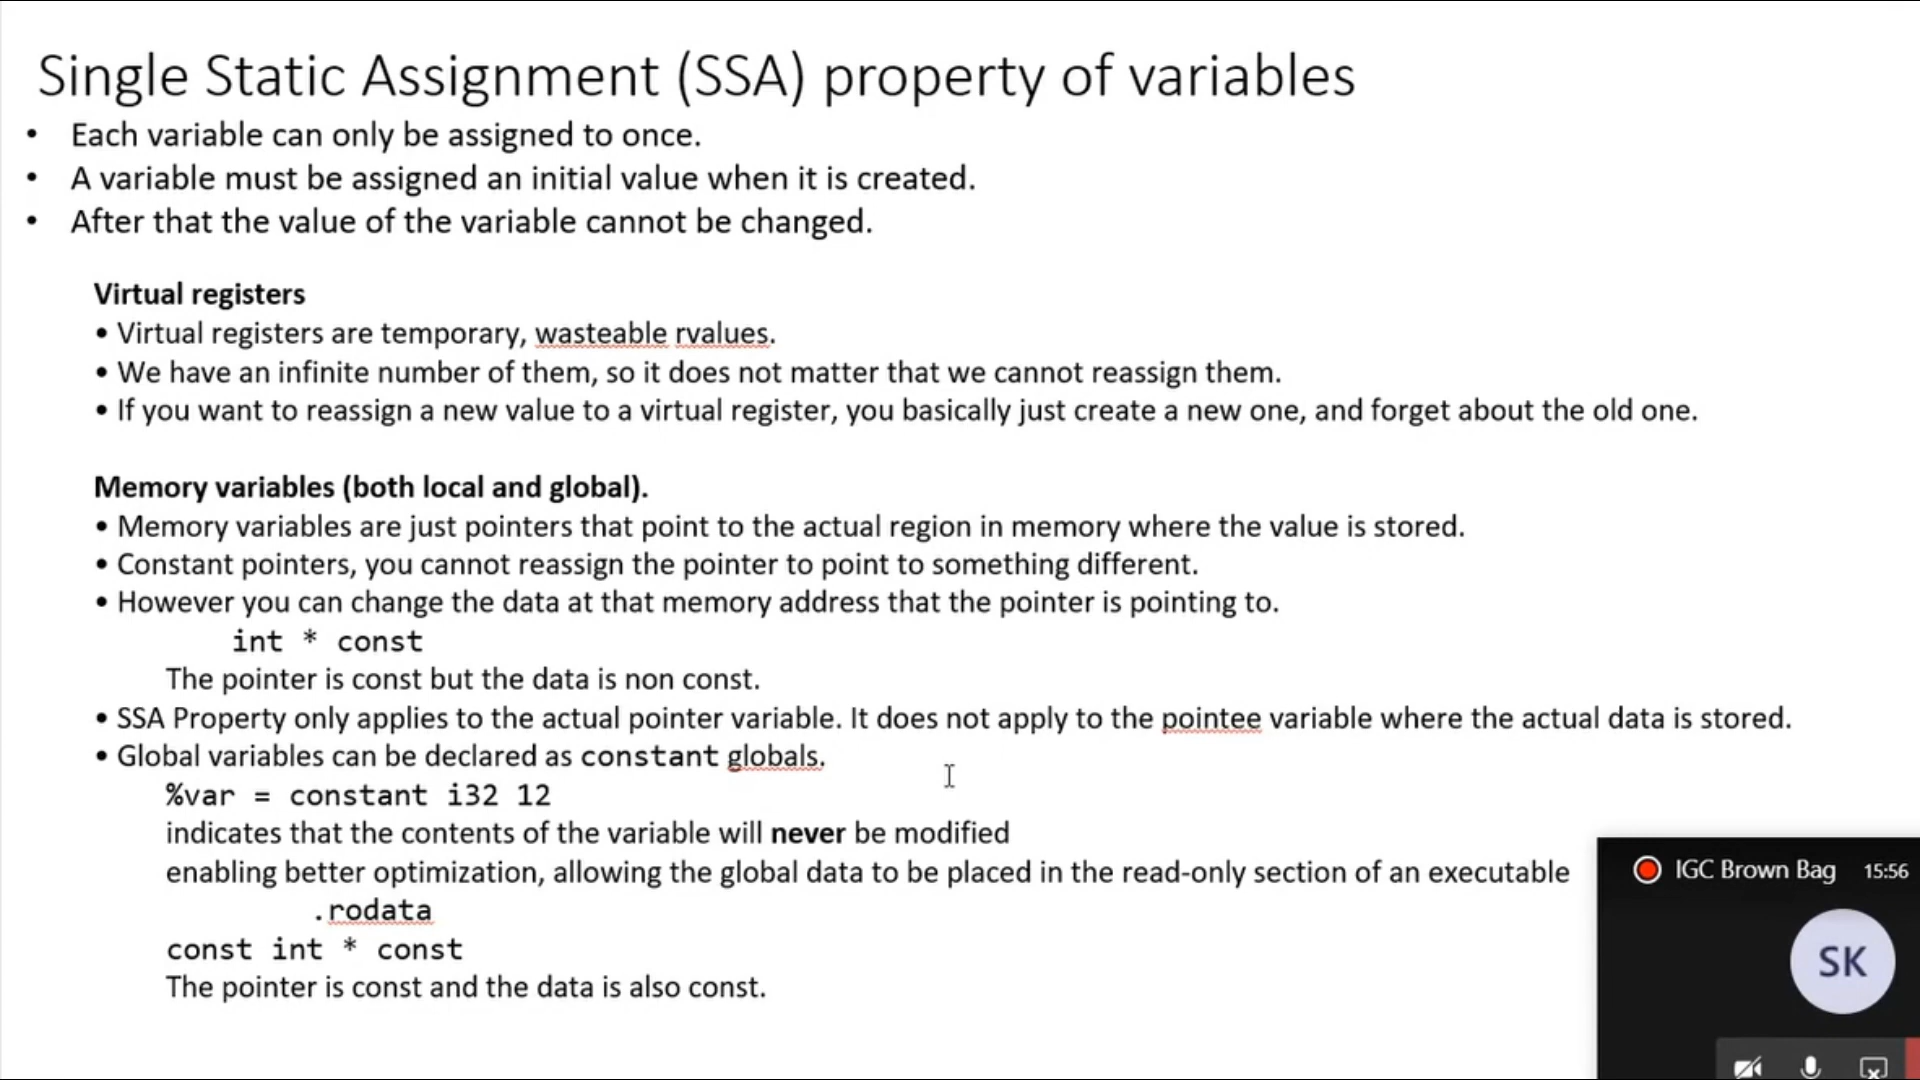 Single Static Assignment (SSA) property of variables
• Each variable can only be assigned to once.
• A variable must be assigned an initial value when it is created.
• After that the value of the variable cannot be changed.
Virtual registers
• Virtual registers are temporary, wasteable rvalues.
• We have an infinite number of them, so it does not matter that we cannot reassign them.
• If you want to reassign a new value to a virtual register, you basically just create a new one, and forget about the old one.
Memory variables (both local and global).
• Memory variables are just pointers that point to the actual region in memory where the value is stored.
• Constant pointers, you cannot reassign the pointer to point to something different.
• However you can change the data at that memory address that the pointer is pointing to.
int * const
The pointer is const but the data is non const.
• SSA Property only applies to the actual pointer variable. It does not apply to the pointee variable where the actual data is stored.
• Global variables can be declared as constant globals.
%var = constant i32 12
indicates that the contents of the variable will never be modified
enabling better optimization, allowing the global data to be placed in the read-only section of an executable
.rodata
const int * const
The pointer is const and the data is also const.
IGC Brown Bag 15:56
SK